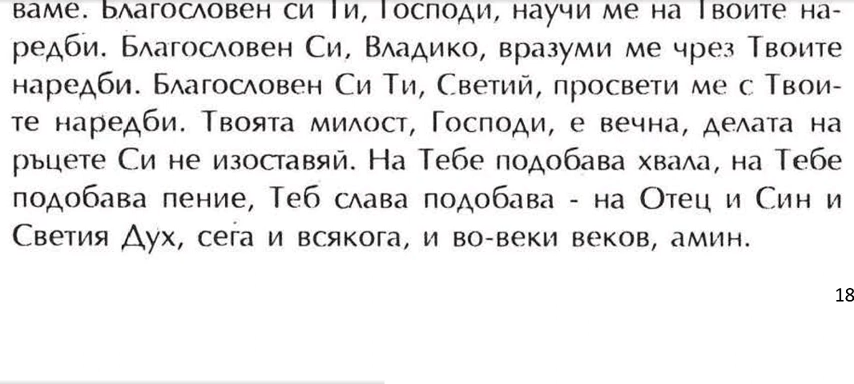 ваме. Благословен си Ти, Господи, научи ме на Твоите на-
редби. Благословен Си, Владико, вразуми ме чрез Твоите
наредби. Благословен Си Ти, Светий, просвети ме с Твои-
те наредби. Твоята милост, Господи, е вечна, делата на
ръцете Си не изоставяй. На Тебе подобава хвала, на Тебе
подобава пение, Теб слава подобава - на Отец и Син и
Светия Дух, сега и всякога, и во-веки веков, амин.
18